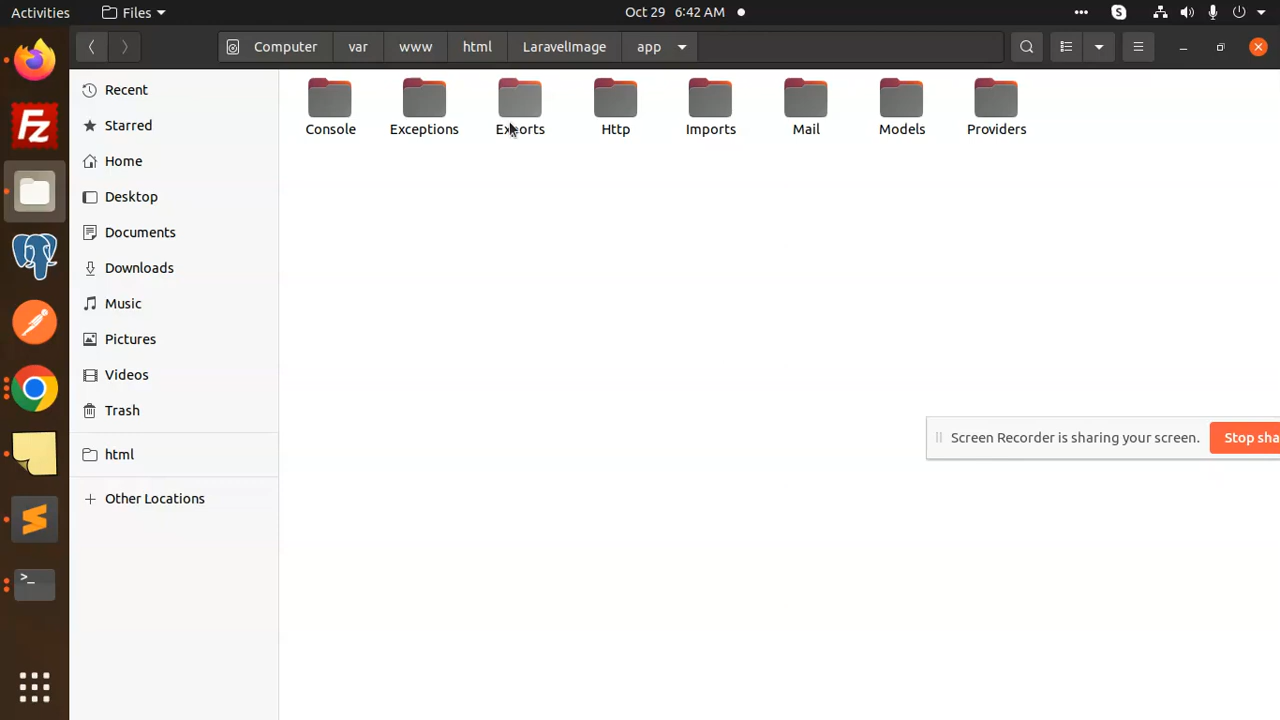 Activities Files Oct 29 6:42 AM
Computer var www html LaravelImage app
Recent
Starred
Home
Desktop
Documents
Downloads
Music
Pictures
Videos
Trash
html
Other Locations
Console Exceptions Exports Http Imports Mail Models Providers
Screen Recorder is sharing your screen. Stop sha